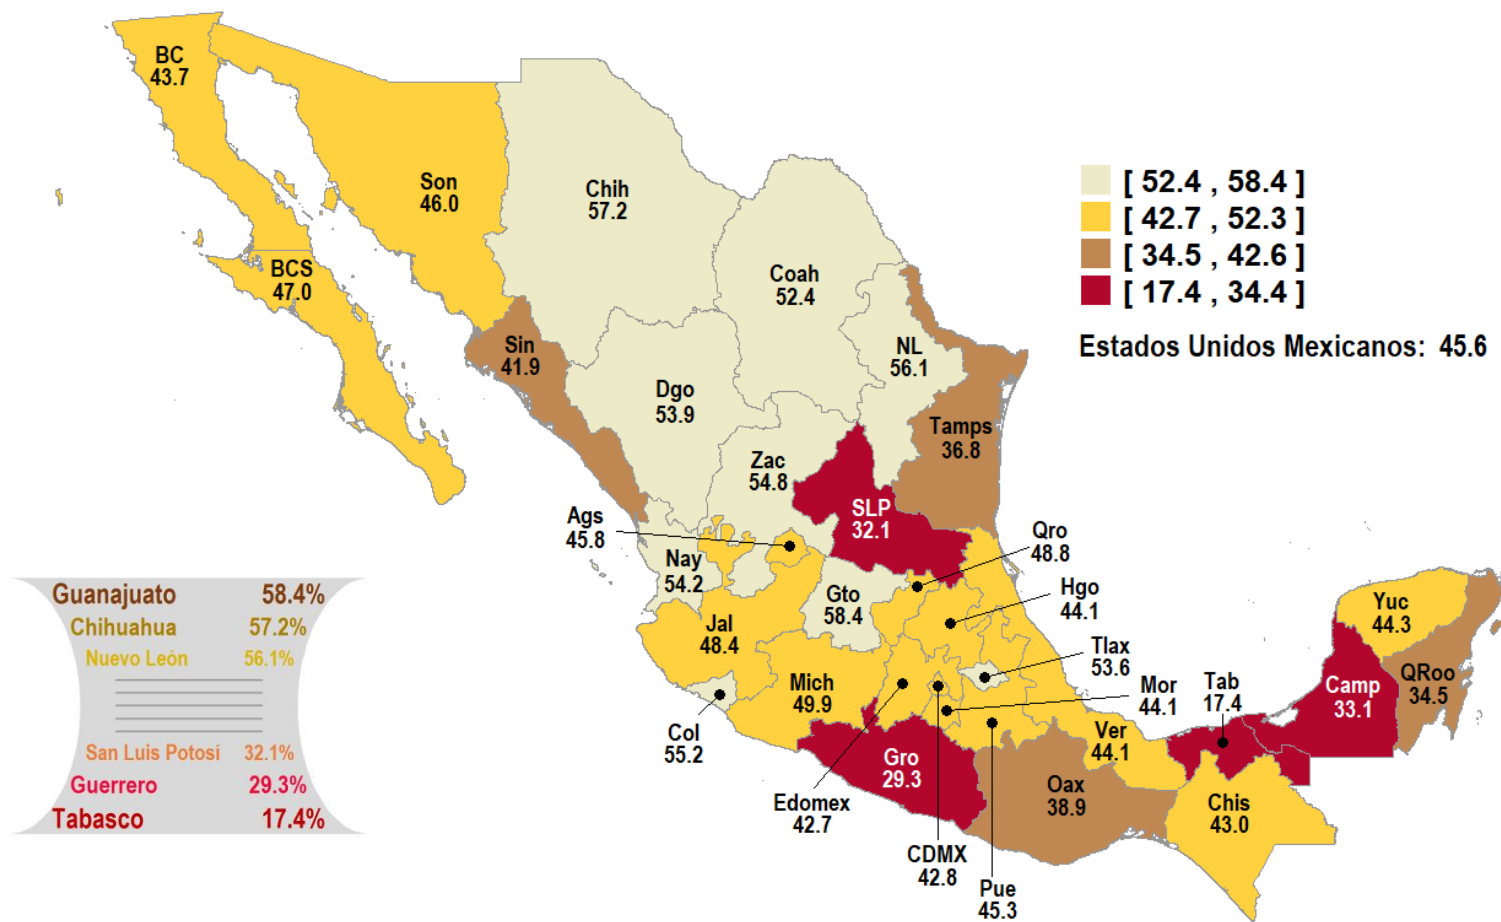 BC
43.7
Son
46.0
Chih
57.2
[ 52.4 , 58.4 ]
[ 42.7 , 52.3 ]
[ 34.5 , 42.6 ]
[ 17.4 , 34.4 ]
Estados Unidos Mexicanos: 45.6
BCS
47.0
Coah
52.4
Sin
41.9
NL
56.1
Dgo
53.9
Tamps
36.8
Zac
54.8
SLP
32.1
Ags
45.8
Qro
48.8
Nay
54.2
Gto
58.4
Hgo
44.1
Jal
48.4
Yuc
44.3
Tlax
53.6
Mich
49.9
Mor
44.1
Tab
17.4
Camp
33.1
QRoo
34.5
Col
55.2
Gro
29.3
Ver
44.1
Edomex
42.7
Oax
38.9
Chis
43.0
CDMX
42.8
Pue
45.3
Guanajuato 58.4%
Chihuahua 57.2%
Nuevo León 56.1%
San Luis Potosí 32.1%
Guerrero 29.3%
Tabasco 17.4%